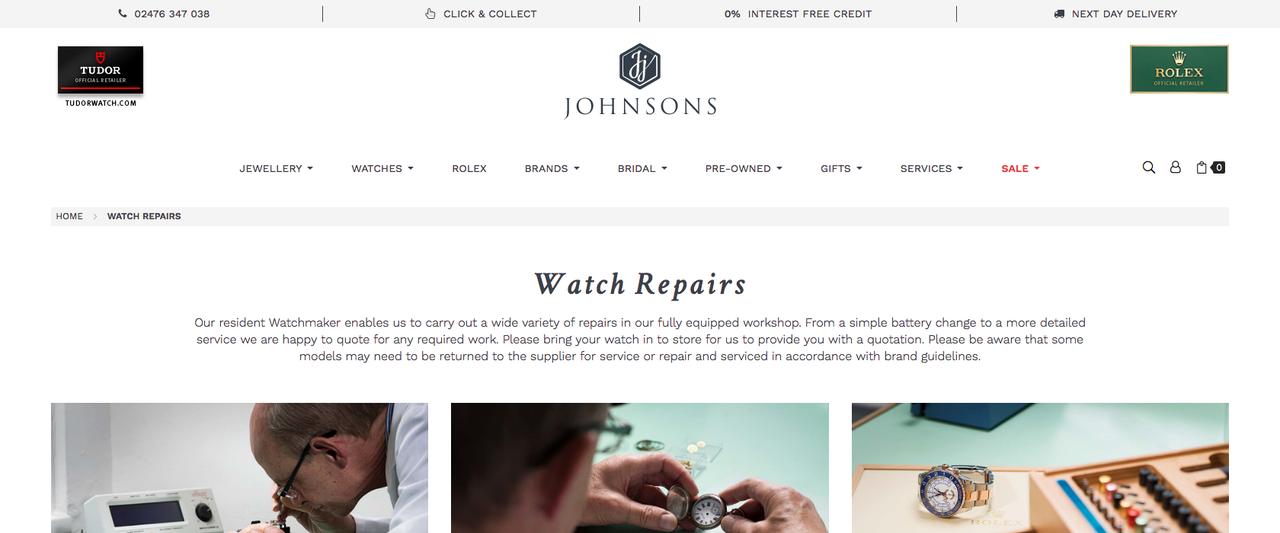 02476 347 038
CLICK & COLLECT
0% INTEREST FREE CREDIT
NEXT DAY DELIVERY
TUDOR
OFFICIAL RETAILER
TUDORWATCH.COM
Jj
JOHNSONS
ROLEX
OFFICIAL RETAILER
JEWELLERY
WATCHES
ROLEX
BRANDS
BRIDAL
PRE-OWNED
GIFTS
SERVICES
SALE
0
HOME > WATCH REPAIRS
Watch Repairs
Our resident Watchmaker enables us to carry out a wide variety of repairs in our fully equipped workshop. From a simple battery change to a more detailed
service we are happy to quote for any required work. Please bring your watch in to store for us to provide you with a quotation. Please be aware that some
models may need to be returned to the supplier for service or repair and serviced in accordance with brand guidelines.
ROLEX